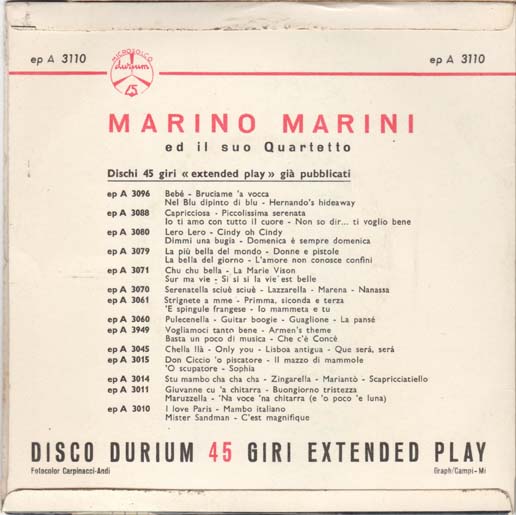 ep A 3110
MICROSOLCO
durium
45
ep A 3110
MARINO MARINI
ed il suo Quartetto
Dischi 45 giri « extended play » già pubblicati
ep A 3096 Bebé - Bruciame 'a vocca
Nel Blu dipinto di blu - Hernando's hideaway
ep A 3088 Capricciosa - Piccolissima serenata
Io ti amo con tutto il cuore - Non so dir... ti voglio bene
ep A 3080 Lero Lero - Cindy oh Cindy
Dimmi una bugia - Domenica è sempre domenica
ep A 3079 La più bella del mondo - Donne e pistole
La bella del giorno - L'amore non conosce confini
ep A 3071 Chu chu bella - La Marie Vison
Sur ma vie - Si si si la vie est belle
ep A 3070 Serenatella sciuè sciuè - Lazzarella - Marena - Nanassa
ep A 3061 Strignete a mme - Primma, siconda e terza
'E spingule frangese - Io mammeta e tu
ep A 3060 Pulecenella - Guitar boogie - Guaglione - La pansé
ep A 3949 Vogliamoci tanto bene - Armen's theme
Basta un poco di musica - Che c'è Concè
ep A 3045 Chella llà - Only you - Lisboa antigua - Que será, será
ep A 3015 Don Ciccio 'o piscatore - Il mazzo di mammole
'O scupatore - Sophia
ep A 3014 Stu mambo cha cha cha - Zingarella - Mariantò - Scapricciatiello
ep A 3011 Giuvanne cu 'a chitarra - Buongiorno tristezza
Maruzzella - 'Na voce 'na chitarra (e 'o poco 'e luna)
ep A 3010 I love Paris - Mambo italiano
Mister Sandman - C'est magnifique
DISCO DURIUM 45 GIRI EXTENDED PLAY
Fotocolor Carpinacci-Andi
Graph/Campi-Mi